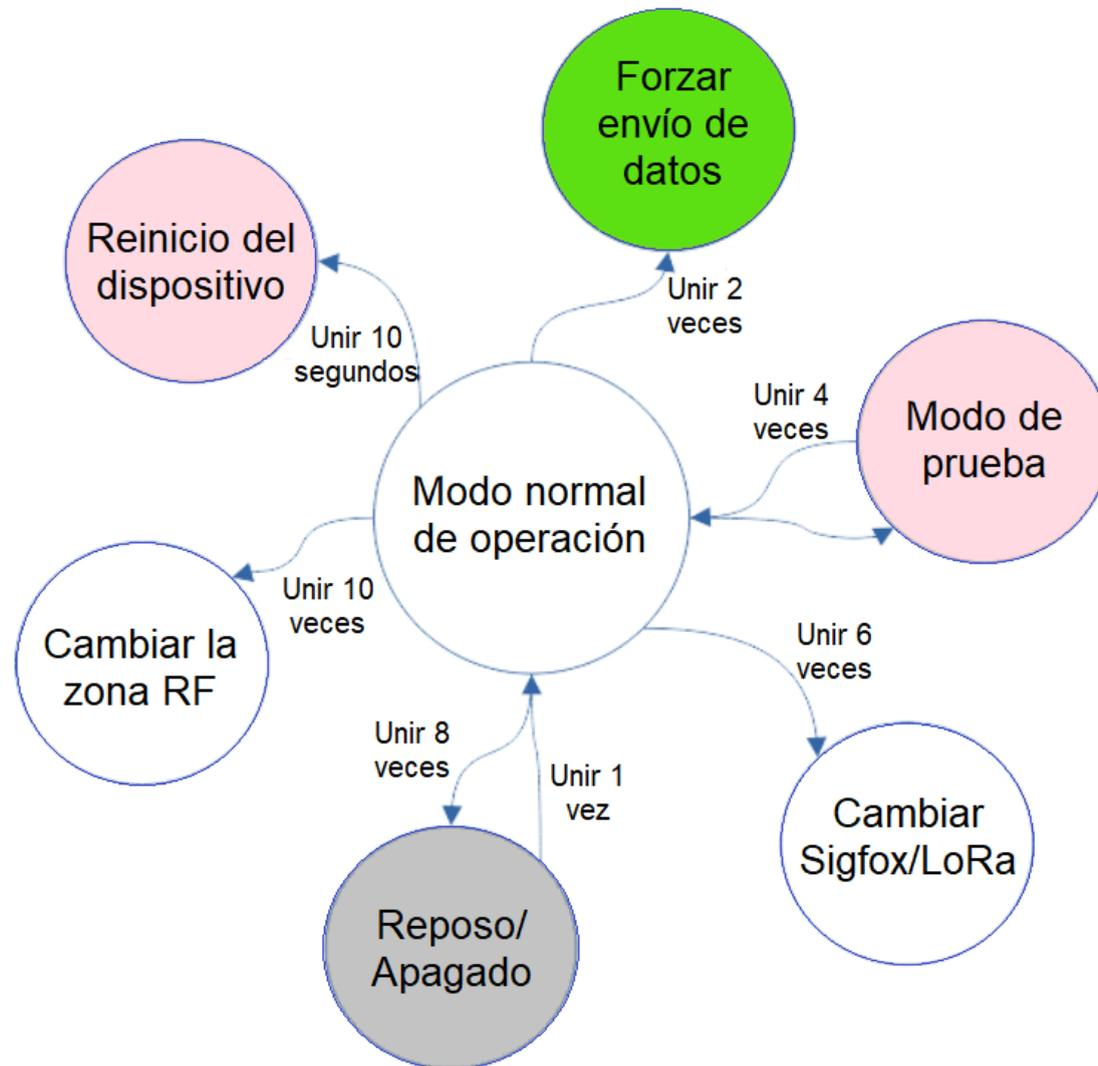 Forzar
envío de
datos
Reinicio del
dispositivo
Unir 2
veces
Unir 10
segundos
Unir 4
veces
Modo de
prueba
Modo normal
de operación
Unir 10
veces
Cambiar la
zona RF
Unir 6
veces
Unir 8
veces
Unir 1
vez
Cambiar
Sigfox/LoRa
Reposo/
Apagado